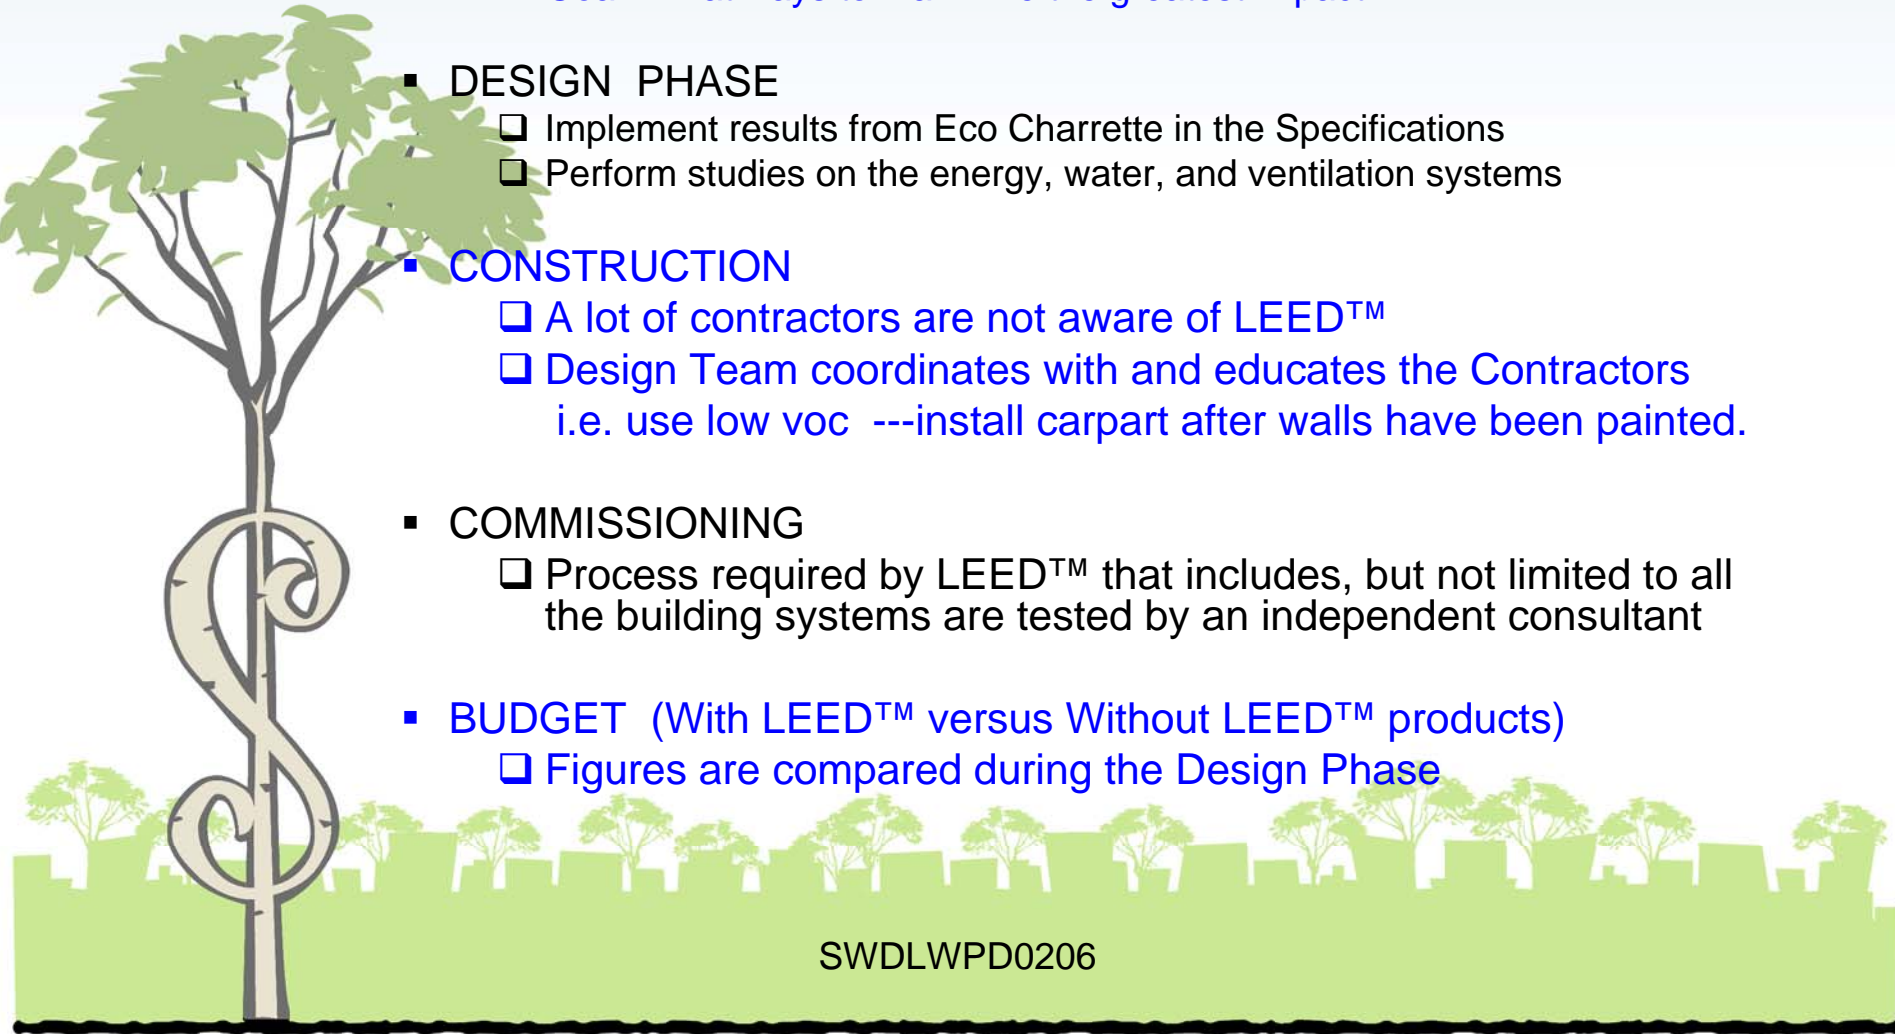 greatest impact
▪ DESIGN PHASE
❑ Implement results from Eco Charrette in the Specifications
❑ Perform studies on the energy, water, and ventilation systems
▪ CONSTRUCTION
❑ A lot of contractors are not aware of LEED™
❑ Design Team coordinates with and educates the Contractors
i.e. use low voc ---install carpart after walls have been painted.
▪ COMMISSIONING
❑ Process required by LEED™ that includes, but not limited to all
the building systems are tested by an independent consultant
▪ BUDGET (With LEED™ versus Without LEED™ products)
❑ Figures are compared during the Design Phase
SWDLWPD0206